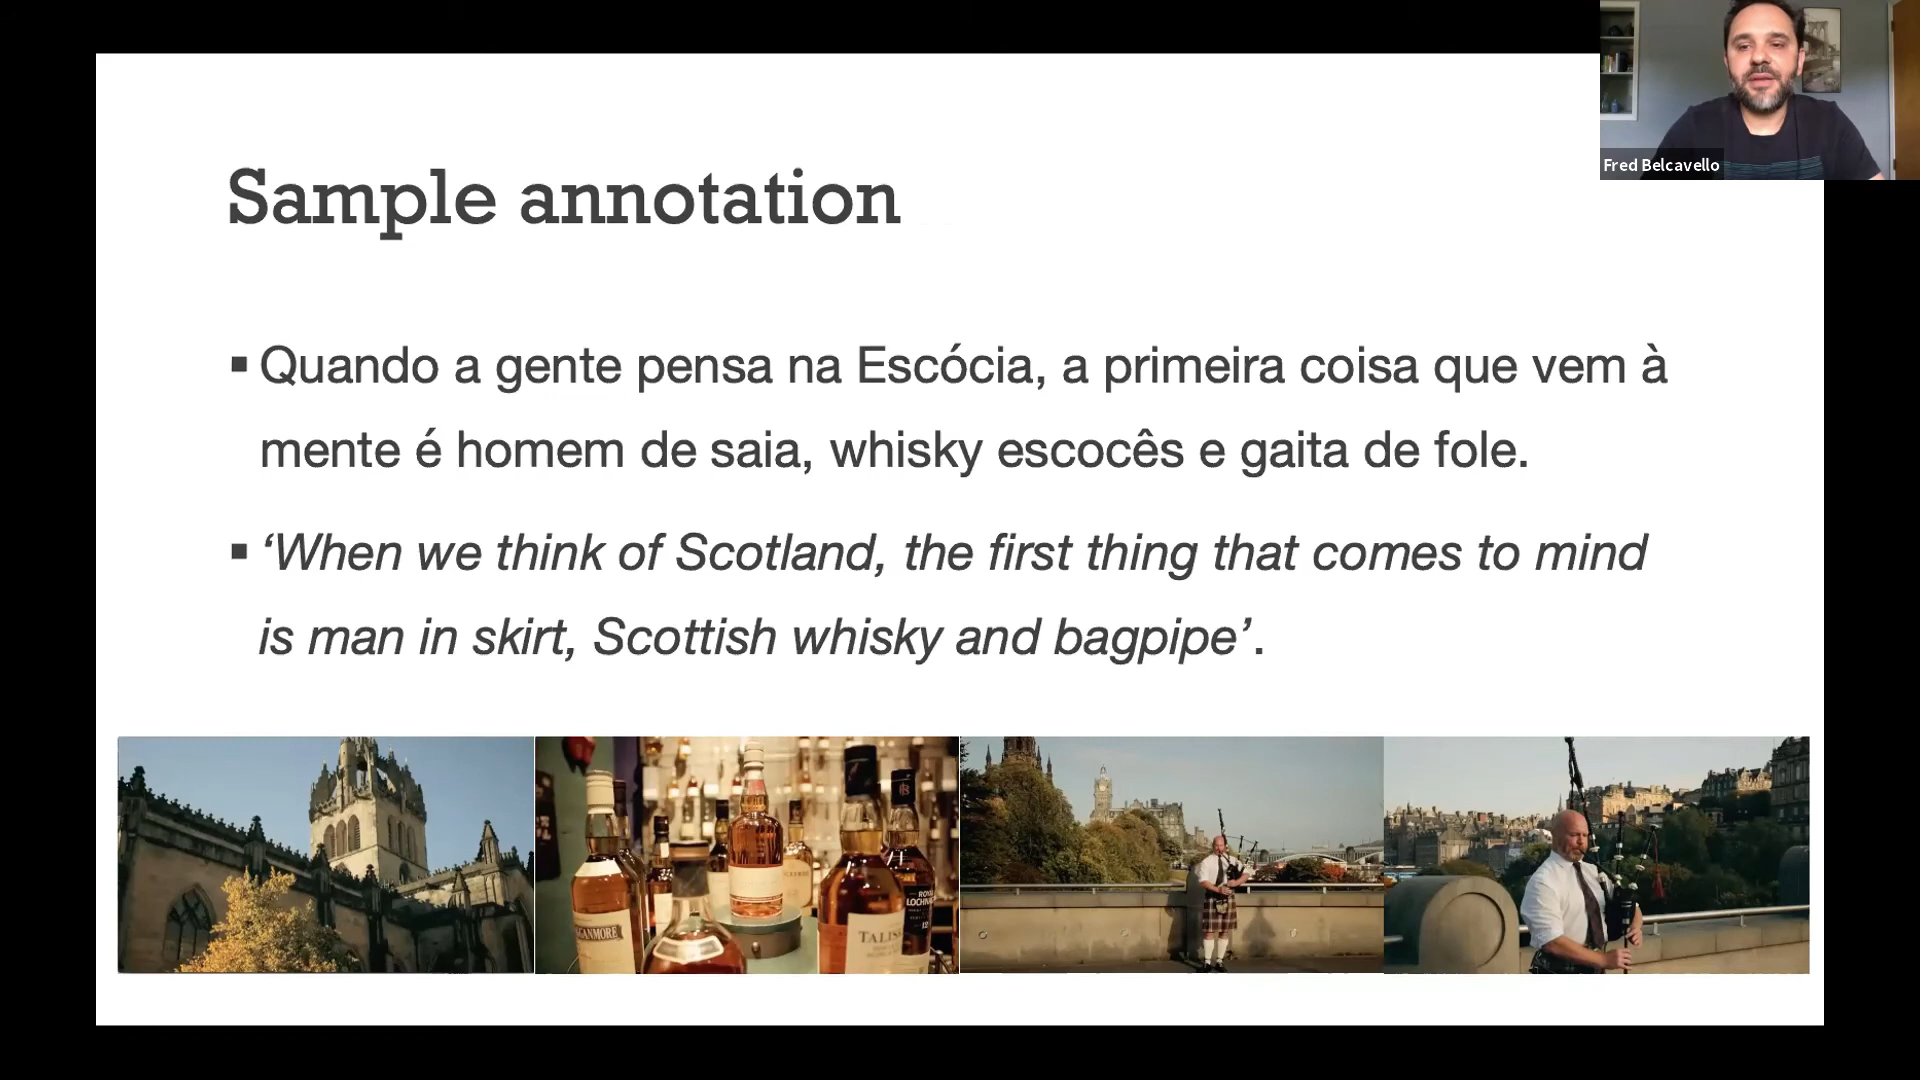 Fred Belcavello
Sample annotation
▪ Quando a gente pensa na Escócia, a primeira coisa que vem à
mente é homem de saia, whisky escocês e gaita de fole.
▪ ‘When we think of Scotland, the first thing that comes to mind
is man in skirt, Scottish whisky and bagpipe’.